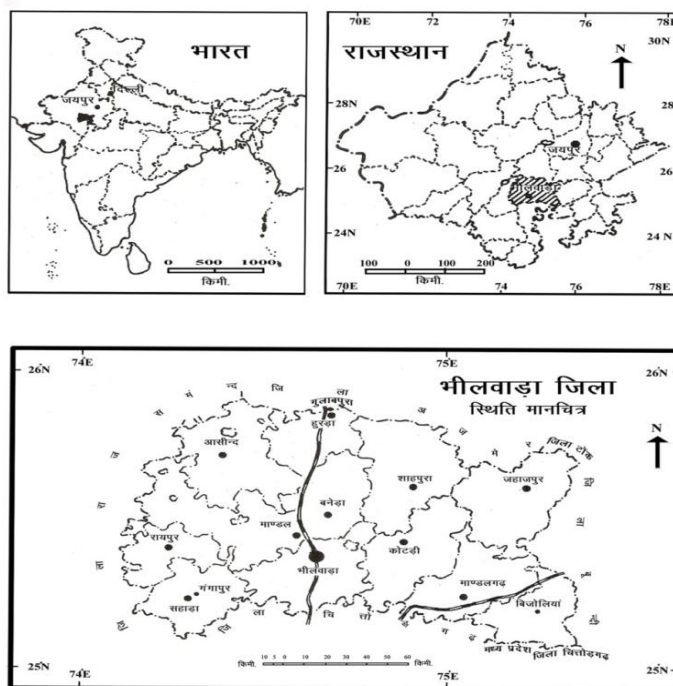 भारत
दिल्ली
जयपुर
0 500 1000
किमी.
राजस्थान
N
30N
28N
28N
26
26
24N
24 N
70E
72
74
76
78E
70E
72
74
76
78E
जयपुर
भीलवाड़ा
100 0 100 200
किमी.
भीलवाड़ा जिला
स्थिति मानचित्र
N
74E
75E
26N
26N
25N
25N
74E
75E
गुलाबपुरा
हुरड़ा
आसीन्द
शाहपुरा
जहाजपुर
बनेड़ा
माण्डल
रायपुर
कोटड़ी
भीलवाड़ा
गंगापुर
सहाड़ा
माण्डलगढ़
बिजोलियां
जिला टोंक
मध्य प्रदेश जिला चित्तोड़गढ़
किमी. 10 5 0 10 20 30 40 50 60 किमी.